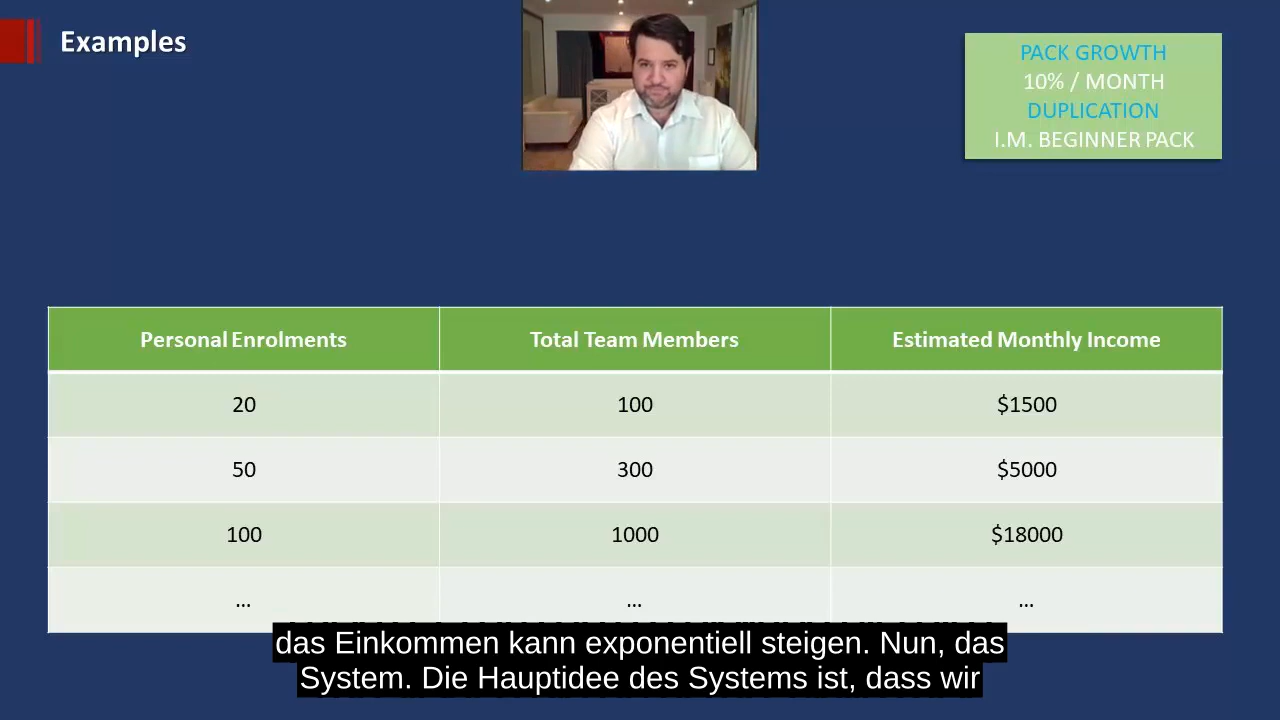 Examples
PACK GROWTH
10% / MONTH
DUPLICATION
I.M. BEGINNER PACK
Personal Enrolments Total Team Members Estimated Monthly Income
20 100 $1500
50 300 $5000
100 1000 $18000
... ... ...
das Einkommen kann exponentiell steigen. Nun, das
System. Die Hauptidee des Systems ist, dass wir